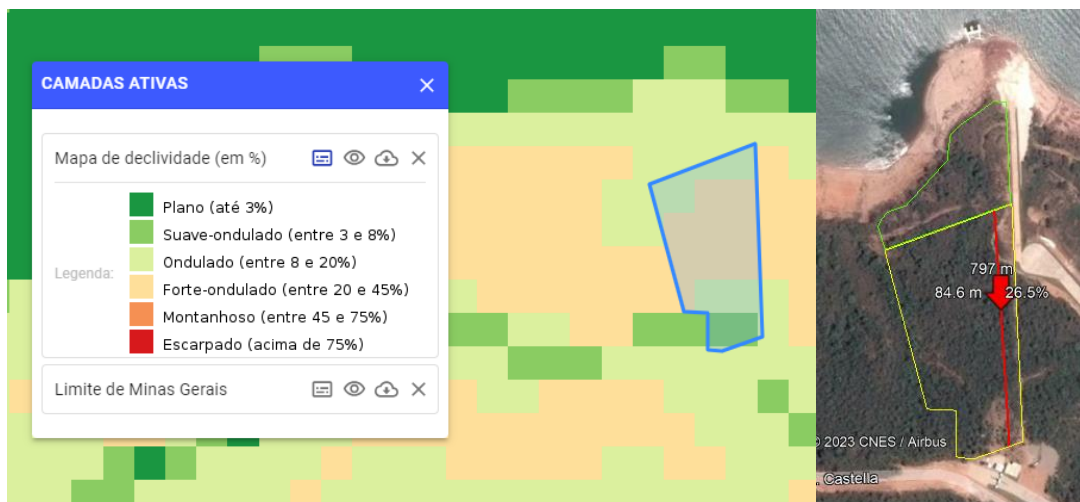 CAMADAS ATIVAS
Mapa de declividade (em %)
Legenda:
Plano (até 3%)
Suave-ondulado (entre 3 e 8%)
Ondulado (entre 8 e 20%)
Forte-ondulado (entre 20 e 45%)
Montanhoso (entre 45 e 75%)
Escarpado (acima de 75%)
Limite de Minas Gerais
797 m
84.6 m 26.5%
2023 CNES / Airbus
. Castella